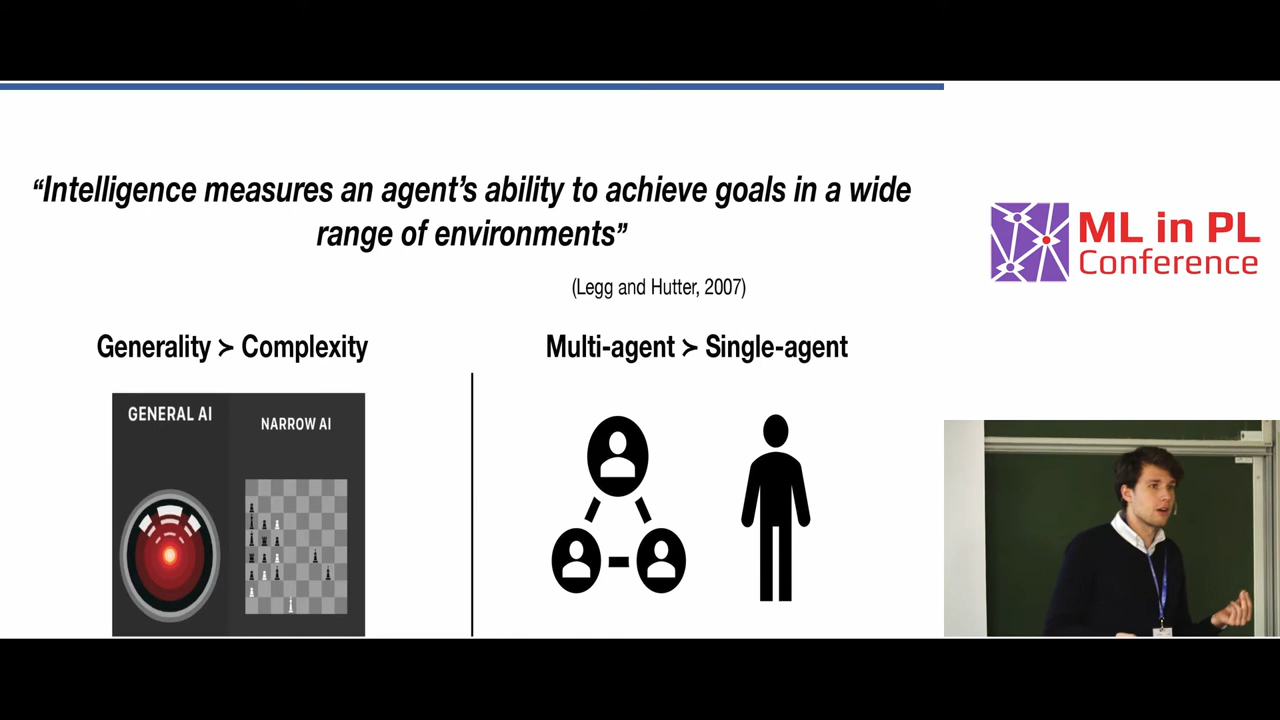 “Intelligence measures an agent’s ability to achieve goals in a wide
range of environments”
(Legg and Hutter, 2007)
Generality ≻ Complexity
Multi-agent ≻ Single-agent
GENERAL AI
NARROW AI
ML in PL
Conference